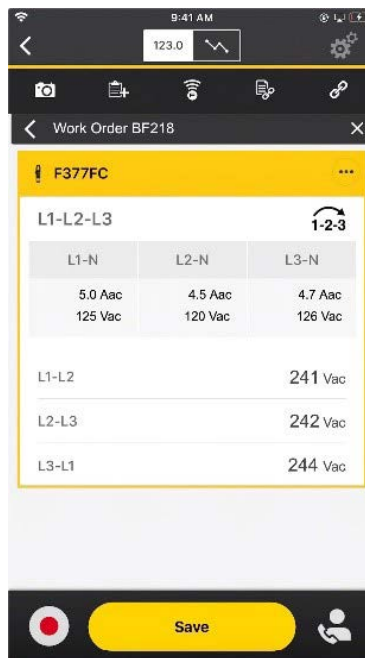 9:41 AM
123.0
Work Order BF218
F377FC
L1-L2-L3
1-2-3
L1-N L2-N L3-N
5.0 Aac 4.5 Aac 4.7 Aac
125 Vac 120 Vac 126 Vac
L1-L2 241 Vac
L2-L3 242 Vac
L3-L1 244 Vac
Save